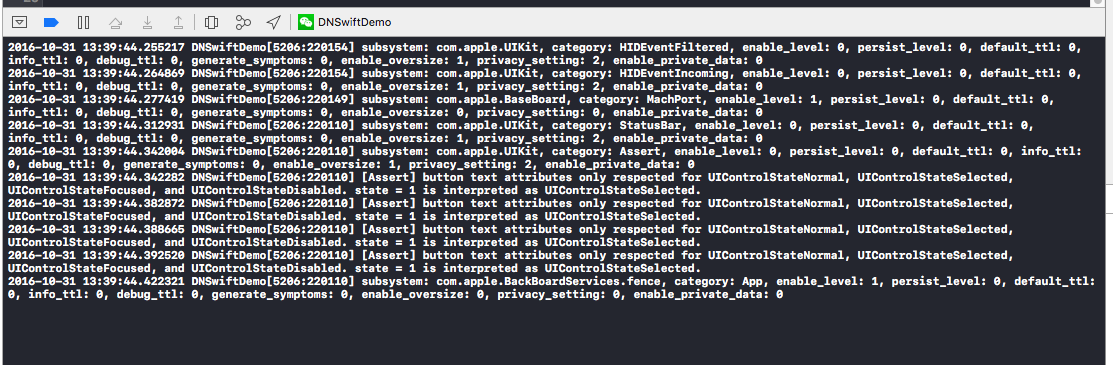 DNSwiftDemo
2016-10-31 13:39:44.255217 DNSwiftDemo[5206:220154] subsystem: com.apple.UIKit, category: HIDEventFiltered, enable_level: 0, persist_level: 0, default_ttl: 0,
info_ttl: 0, debug_ttl: 0, generate_symptoms: 0, enable_oversize: 1, privacy_setting: 2, enable_private_data: 0
2016-10-31 13:39:44.264869 DNSwiftDemo[5206:220154] subsystem: com.apple.UIKit, category: HIDEventIncoming, enable_level: 0, persist_level: 0, default_ttl: 0,
info_ttl: 0, debug_ttl: 0, generate_symptoms: 0, enable_oversize: 1, privacy_setting: 2, enable_private_data: 0
2016-10-31 13:39:44.277419 DNSwiftDemo[5206:220149] subsystem: com.apple.BaseBoard, category: MachPort, enable_level: 1, persist_level: 0, default_ttl: 0,
info_ttl: 0, debug_ttl: 0, generate_symptoms: 0, enable_oversize: 0, privacy_setting: 0, enable_private_data: 0
2016-10-31 13:39:44.312931 DNSwiftDemo[5206:220110] subsystem: com.apple.UIKit, category: StatusBar, enable_level: 0, persist_level: 0, default_ttl: 0,
info_ttl: 0, debug_ttl: 0, generate_symptoms: 0, enable_oversize: 1, privacy_setting: 2, enable_private_data: 0
2016-10-31 13:39:44.342004 DNSwiftDemo[5206:220110] subsystem: com.apple.UIKit, category: Assert, enable_level: 0, persist_level: 0, default_ttl: 0, info_ttl:
0, debug_ttl: 0, generate_symptoms: 0, enable_oversize: 1, privacy_setting: 2, enable_private_data: 0
2016-10-31 13:39:44.342282 DNSwiftDemo[5206:220110] [Assert] button text attributes only respected for UIControlStateNormal, UIControlStateSelected,
UIControlStateFocused, and UIControlStateDisabled. state = 1 is interpreted as UIControlStateSelected.
2016-10-31 13:39:44.382872 DNSwiftDemo[5206:220110] [Assert] button text attributes only respected for UIControlStateNormal, UIControlStateSelected,
UIControlStateFocused, and UIControlStateDisabled. state = 1 is interpreted as UIControlStateSelected.
2016-10-31 13:39:44.388665 DNSwiftDemo[5206:220110] [Assert] button text attributes only respected for UIControlStateNormal, UIControlStateSelected,
UIControlStateFocused, and UIControlStateDisabled. state = 1 is interpreted as UIControlStateSelected.
2016-10-31 13:39:44.392520 DNSwiftDemo[5206:220110] [Assert] button text attributes only respected for UIControlStateNormal, UIControlStateSelected,
UIControlStateFocused, and UIControlStateDisabled. state = 1 is interpreted as UIControlStateSelected.
2016-10-31 13:39:44.422321 DNSwiftDemo[5206:220110] subsystem: com.apple.BackBoardServices.fence, category: App, enable_level: 1, persist_level: 0, default_ttl:
0, info_ttl: 0, debug_ttl: 0, generate_symptoms: 0, enable_oversize: 0, privacy_setting: 0, enable_private_data: 0